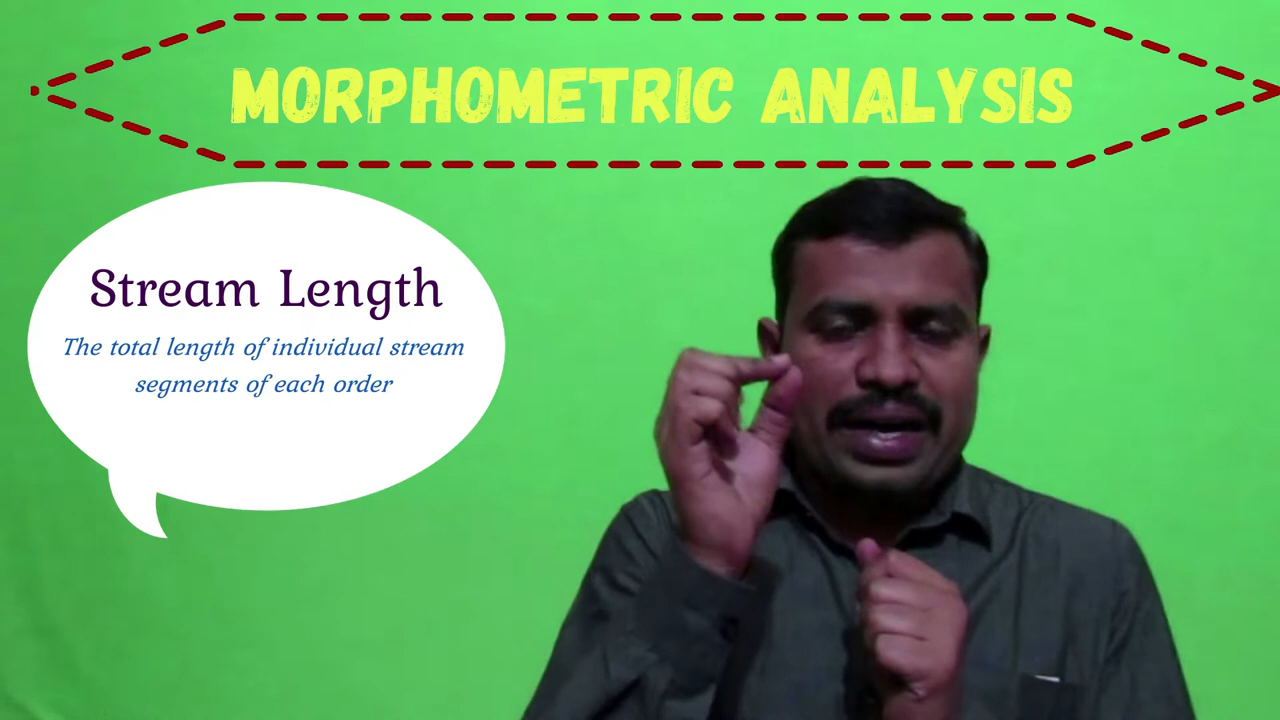 MORPHOMETRIC ANALYSIS
Stream Length
The total length of individual stream
segments of each order